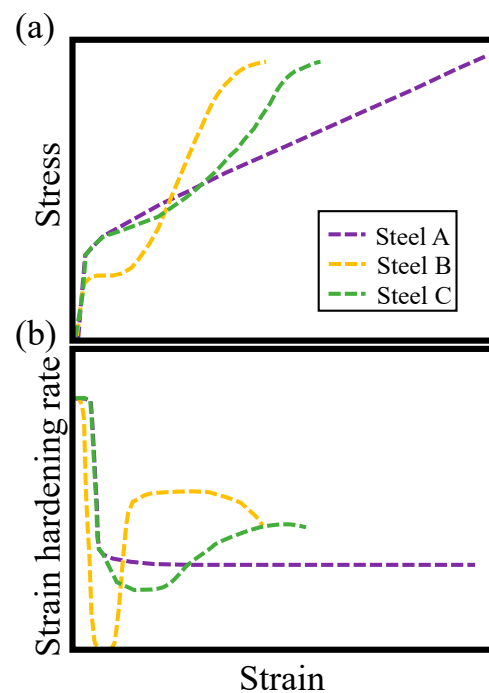 (a)
Stress
Steel A
Steel B
Steel C
(b)
Strain hardening rate
Strain